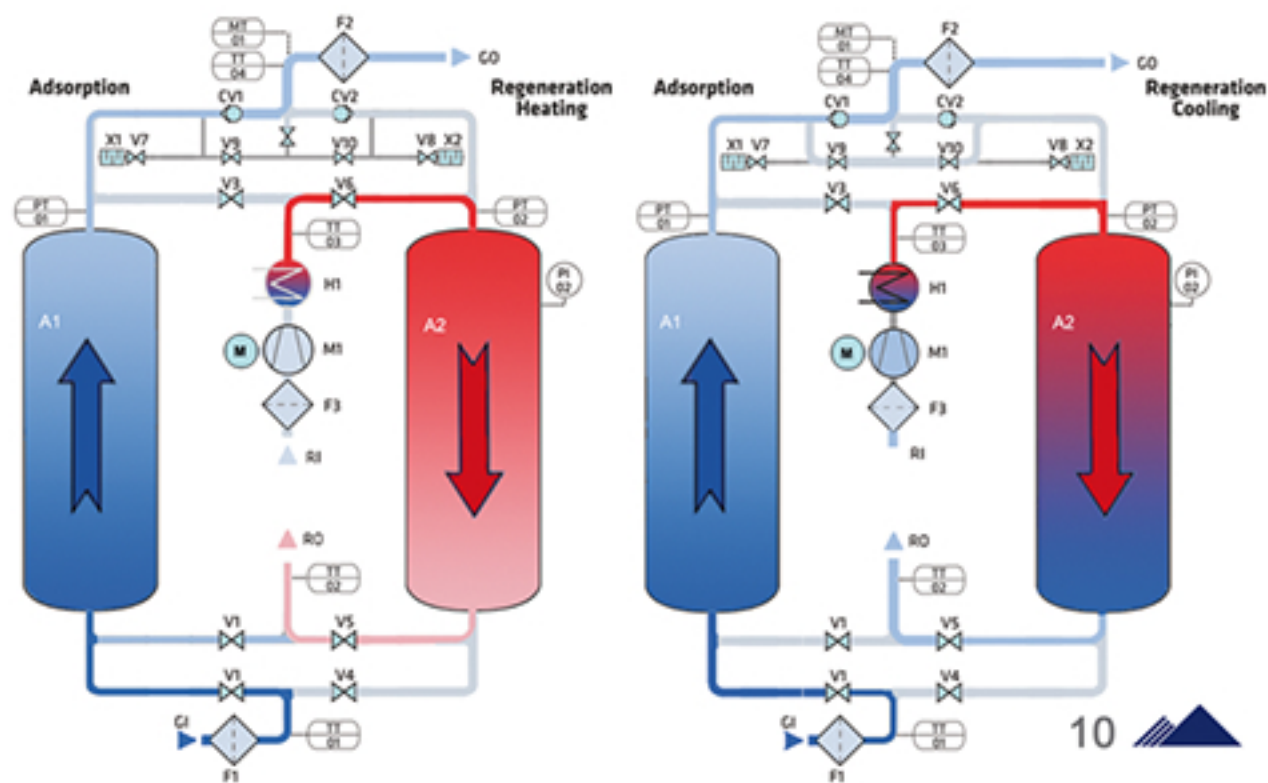 MT
01
TT
04
F2
GO
Adsorption
Regeneration
Heating
CV1
CV2
X1 V7
V9
V10
V8 X2
V3
V6
PT
01
PT
02
TT
03
PI
02
H1
A1
A2
M
M1
F3
RI
RO
TT
02
V1
V5
V1
V4
GI
TT
01
F1
MT
01
TT
04
F2
GO
Adsorption
Regeneration
Cooling
CV1
CV2
X1 V7
V9
V10
V8 X2
V3
V6
PT
01
PT
02
TT
03
PI
02
H1
A1
A2
M
M1
F3
RI
RO
TT
02
V1
V5
V1
V4
GI
TT
01
F1
10